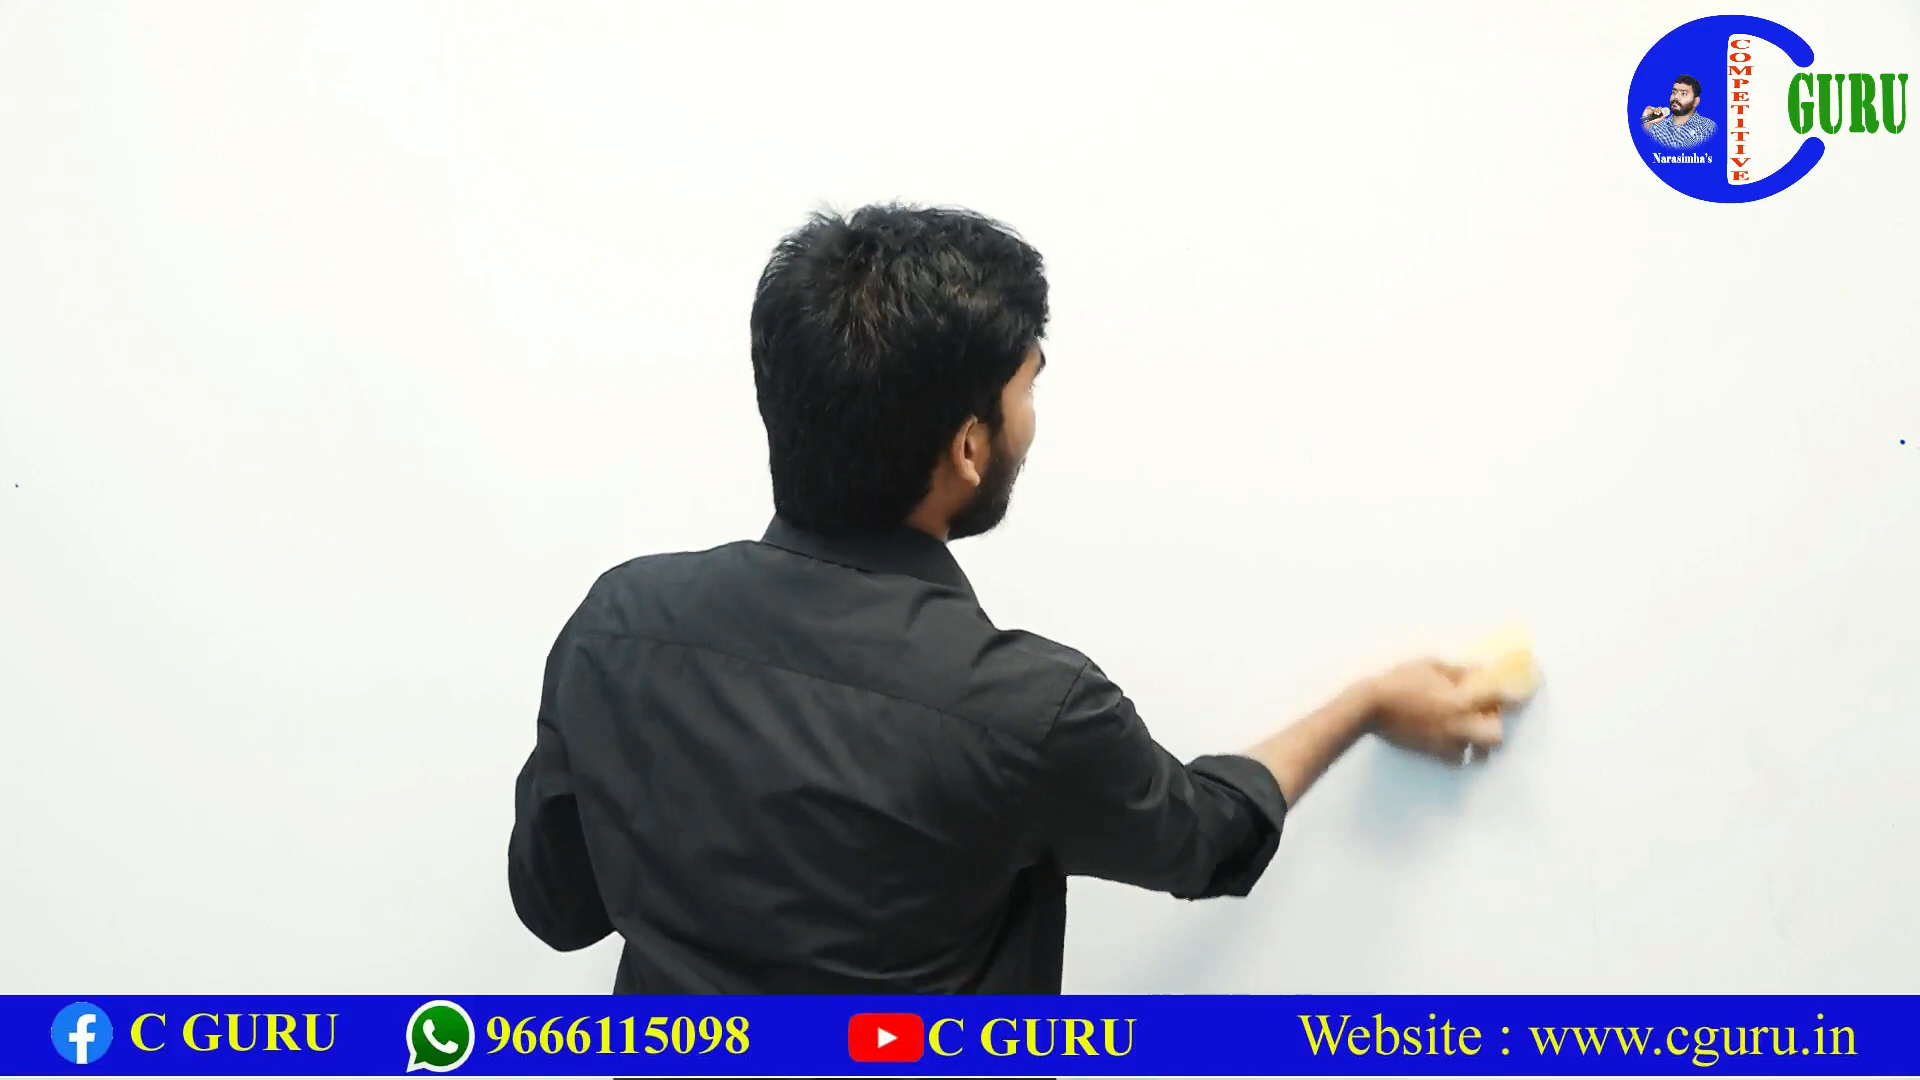 COMPETITIVE
GURU
Narasimha's
C GURU
9666115098
C GURU
Website : www.cguru.in